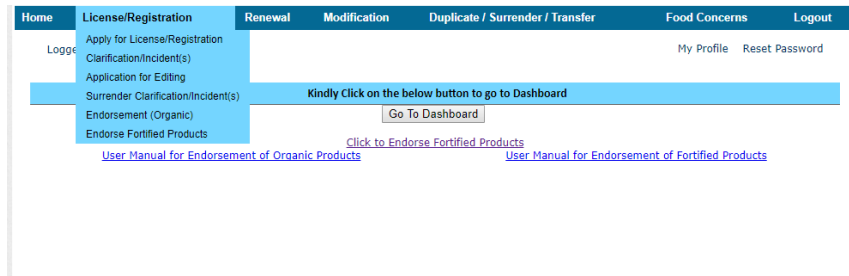 Home License/Registration Renewal Modification Duplicate / Surrender / Transfer Food Concerns Logout
Apply for License/Registration
Logge My Profile Reset Password
Clarification/Incident(s)
Application for Editing
Surrender Clarification/Incident(s) Kindly Click on the below button to go to Dashboard
Endorsement (Organic) Go To Dashboard
Endorse Fortified Products
Click to Endorse Fortified Products
User Manual for Endorsement of Organic Products User Manual for Endorsement of Fortified Products